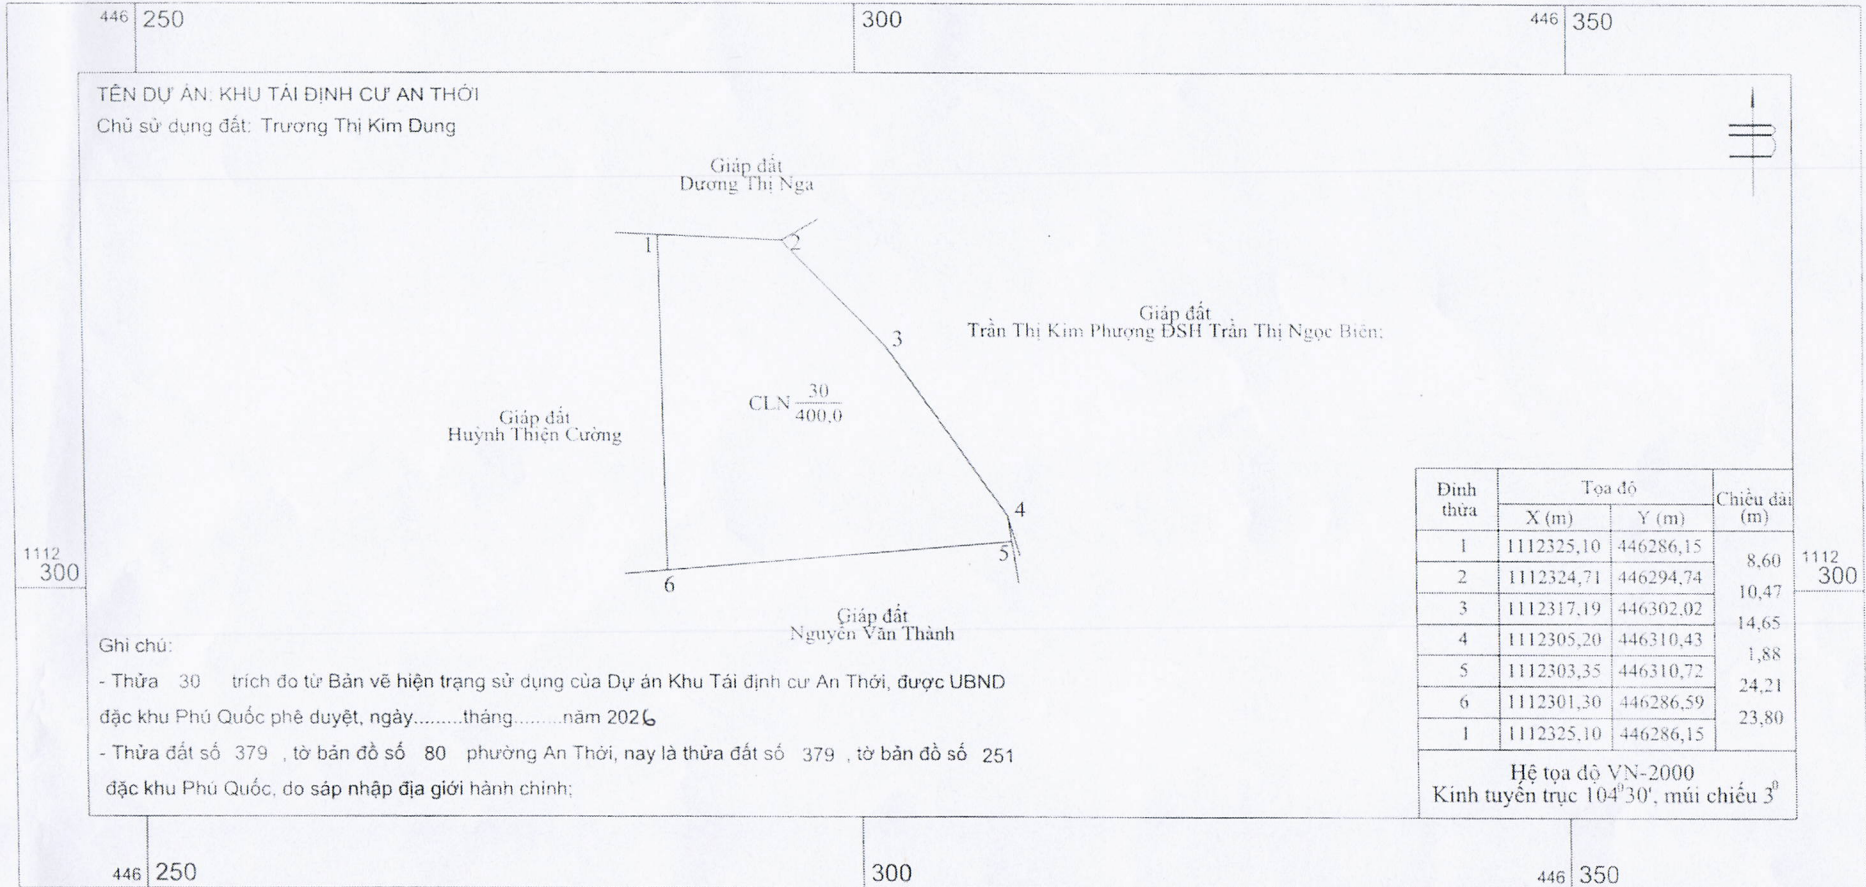 446 250
300
446 350
TÊN DỰ ÁN: KHU TÁI ĐỊNH CƯ AN THỚI
Chủ sử dụng đất: Trương Thị Kim Dung
Giáp đất
Dương Thị Nga
1
2
Giáp đất
Trần Thị Kim Phượng ĐSH Trần Thị Ngọc Biên;
3
CLN 30
400,0
Giáp đất
Huỳnh Thiện Cường
4
5
6
1112
300
Giáp đất
Nguyễn Văn Thành
Đỉnh thửa Tọa độ Chiều dài (m)
X (m) Y (m)
1 1112325,10 446286,15
8,60
2 1112324,71 446294,74
10,47
3 1112317,19 446302,02
14,65
4 1112305,20 446310,43
1,88
5 1112303,35 446310,72
24,21
6 1112301,30 446286,59
23,80
1 1112325,10 446286,15
Hệ tọa độ VN-2000
Kinh tuyến trục 104⁰30', múi chiếu 3⁰
1112
300
Ghi chú:
- Thửa 30 trích đo từ Bản vẽ hiện trạng sử dụng của Dự án Khu Tái định cư An Thới, được UBND
đặc khu Phú Quốc phê duyệt, ngày.........tháng.........năm 2026
- Thửa đất số 379 , tờ bản đồ số 80 phường An Thới, nay là thửa đất số 379 , tờ bản đồ số 251
đặc khu Phú Quốc, do sáp nhập địa giới hành chính;
446 250
300
446 350